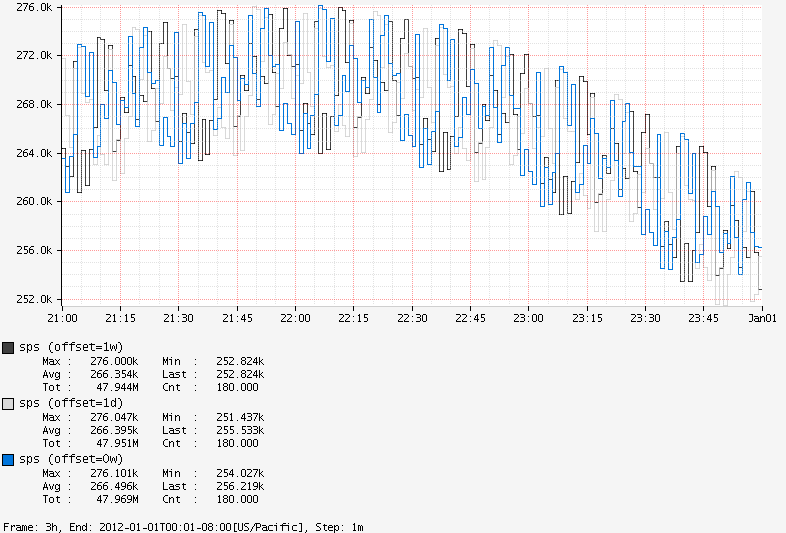 276.0k
272.0k
268.0k
264.0k
260.0k
256.0k
252.0k
21:00 21:15 21:30 21:45 22:00 22:15 22:30 22:45 23:00 23:15 23:30 23:45 Jan01
sps (offset=1w)
Max : 276.000k Min : 252.824k
Avg : 266.354k Last : 252.824k
Tot : 47.944M Cnt : 180.000
sps (offset=1d)
Max : 276.047k Min : 251.437k
Avg : 266.395k Last : 255.533k
Tot : 47.951M Cnt : 180.000
sps (offset=0w)
Max : 276.101k Min : 254.027k
Avg : 266.496k Last : 256.219k
Tot : 47.969M Cnt : 180.000
Frame: 3h, End: 2012-01-01T00:01-08:00[US/Pacific], Step: 1m